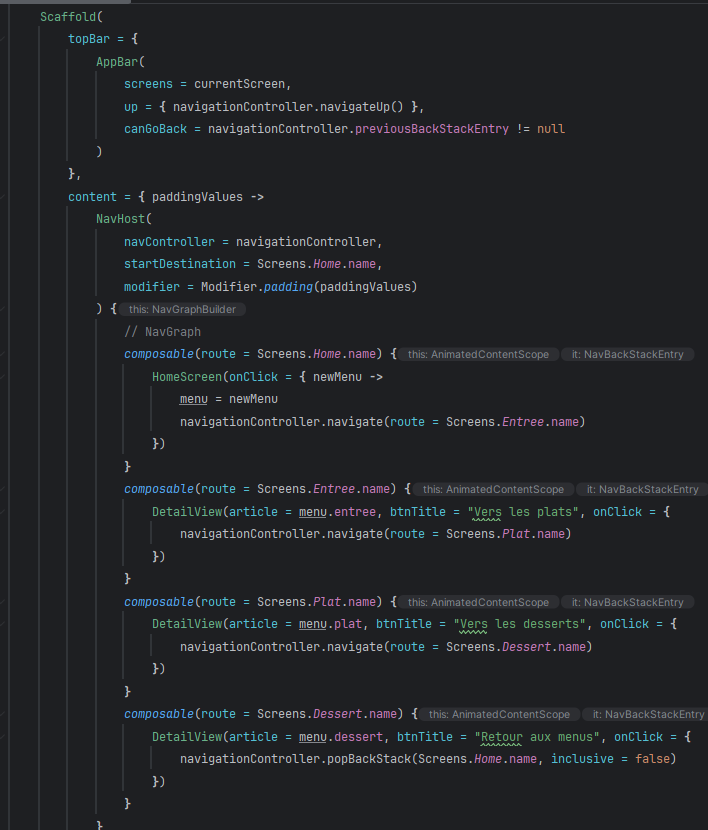 Scaffold(
topBar = {
AppBar(
screens = currentScreen,
up = { navigationController.navigateUp() },
canGoBack = navigationController.previousBackStackEntry != null
)
},
content = { paddingValues ->
NavHost(
navController = navigationController,
startDestination = Screens.Home.name,
modifier = Modifier.padding(paddingValues)
) { this: NavGraphBuilder
// NavGraph
composable(route = Screens.Home.name) { this: AnimatedContentScope it: NavBackStackEntry
HomeScreen(onClick = { newMenu ->
menu = newMenu
navigationController.navigate(route = Screens.Entree.name)
})
}
composable(route = Screens.Entree.name) { this: AnimatedContentScope it: NavBackStackEntry
DetailView(article = menu.entree, btnTitle = "Vers les plats", onClick = {
navigationController.navigate(route = Screens.Plat.name)
})
}
composable(route = Screens.Plat.name) { this: AnimatedContentScope it: NavBackStackEntry
DetailView(article = menu.plat, btnTitle = "Vers les desserts", onClick = {
navigationController.navigate(route = Screens.Dessert.name)
})
}
composable(route = Screens.Dessert.name) { this: AnimatedContentScope it: NavBackStackEntry
DetailView(article = menu.dessert, btnTitle = "Retour aux menus", onClick = {
navigationController.popBackStack(Screens.Home.name, inclusive = false)
})
}
}